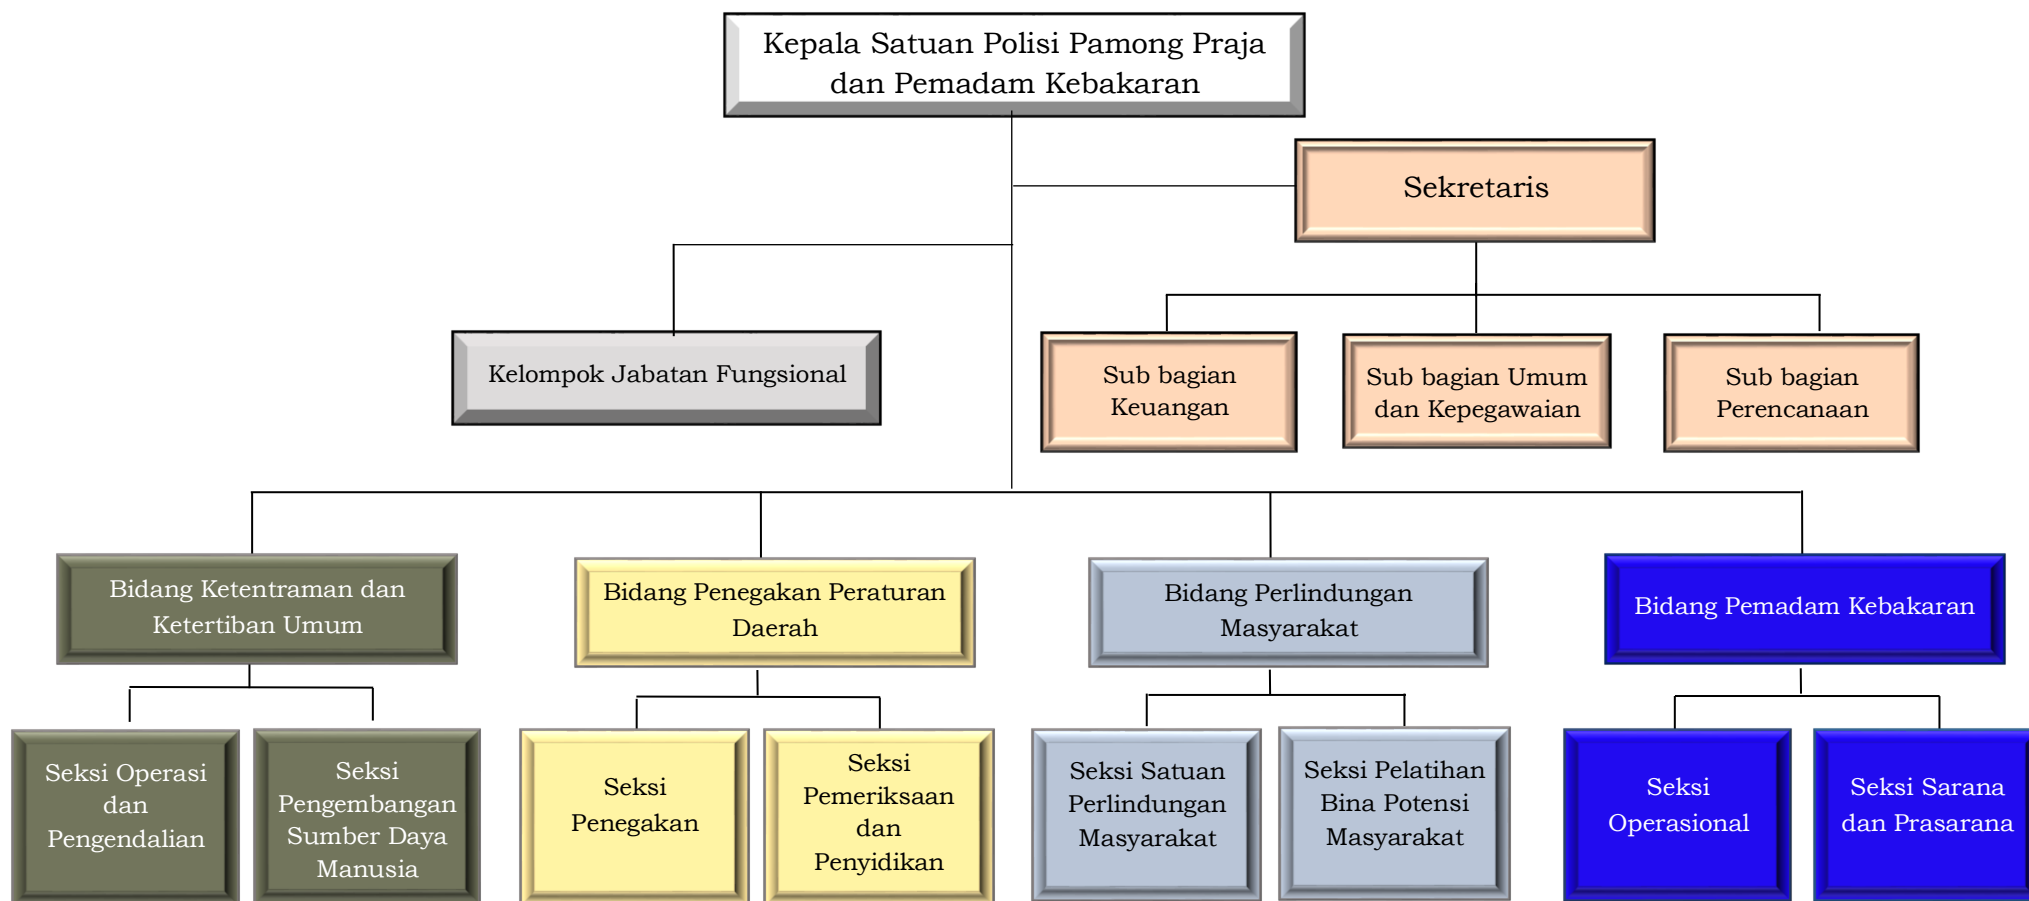 Kepala Satuan Polisi Pamong Praja
dan Pemadam Kebakaran
Sekretaris
Kelompok Jabatan Fungsional
Sub bagian
Keuangan
Sub bagian Umum
dan Kepegawaian
Sub bagian
Perencanaan
Bidang Ketentraman dan
Ketertiban Umum
Bidang Penegakan Peraturan
Daerah
Bidang Perlindungan
Masyarakat
Bidang Pemadam Kebakaran
Seksi Operasi
dan
Pengendalian
Seksi
Pengembangan
Sumber Daya
Manusia
Seksi
Penegakan
Seksi
Pemeriksaan
dan
Penyidikan
Seksi Satuan
Perlindungan
Masyarakat
Seksi Pelatihan
Bina Potensi
Masyarakat
Seksi
Operasional
Seksi Sarana
dan Prasarana